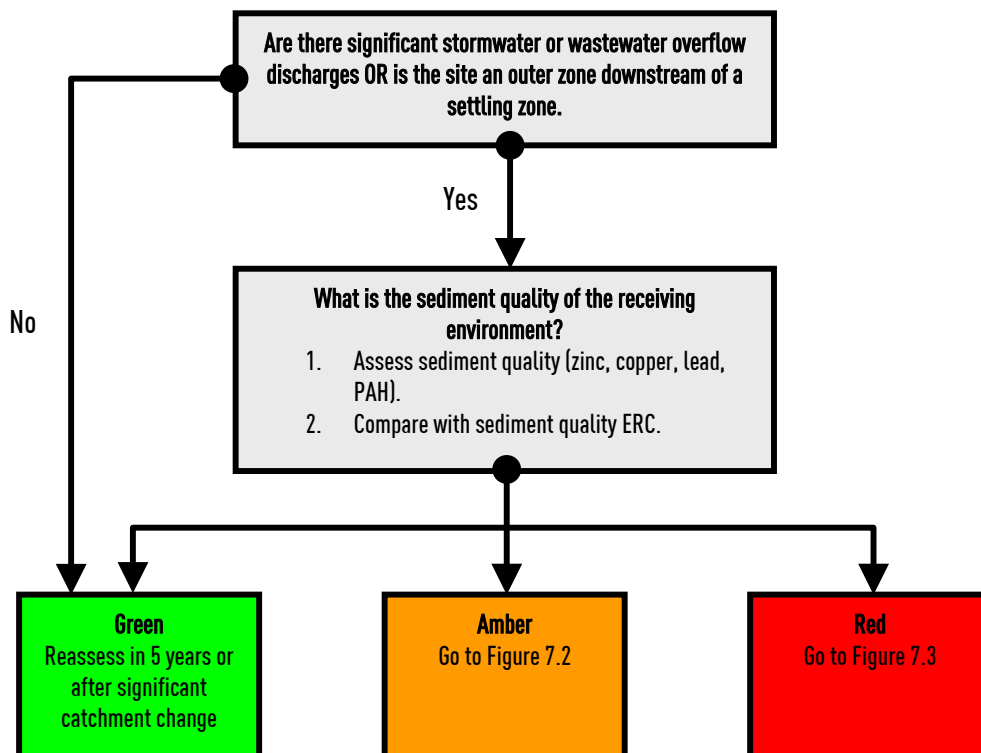 Are there significant stormwater or wastewater overflow
discharges OR is the site an outer zone downstream of a
settling zone.
Yes
No
What is the sediment quality of the receiving
environment?
1. Assess sediment quality (zinc, copper, lead,
PAH).
2. Compare with sediment quality ERC.
Green
Reassess in 5 years or
after significant
catchment change
Amber
Go to Figure 7.2
Red
Go to Figure 7.3